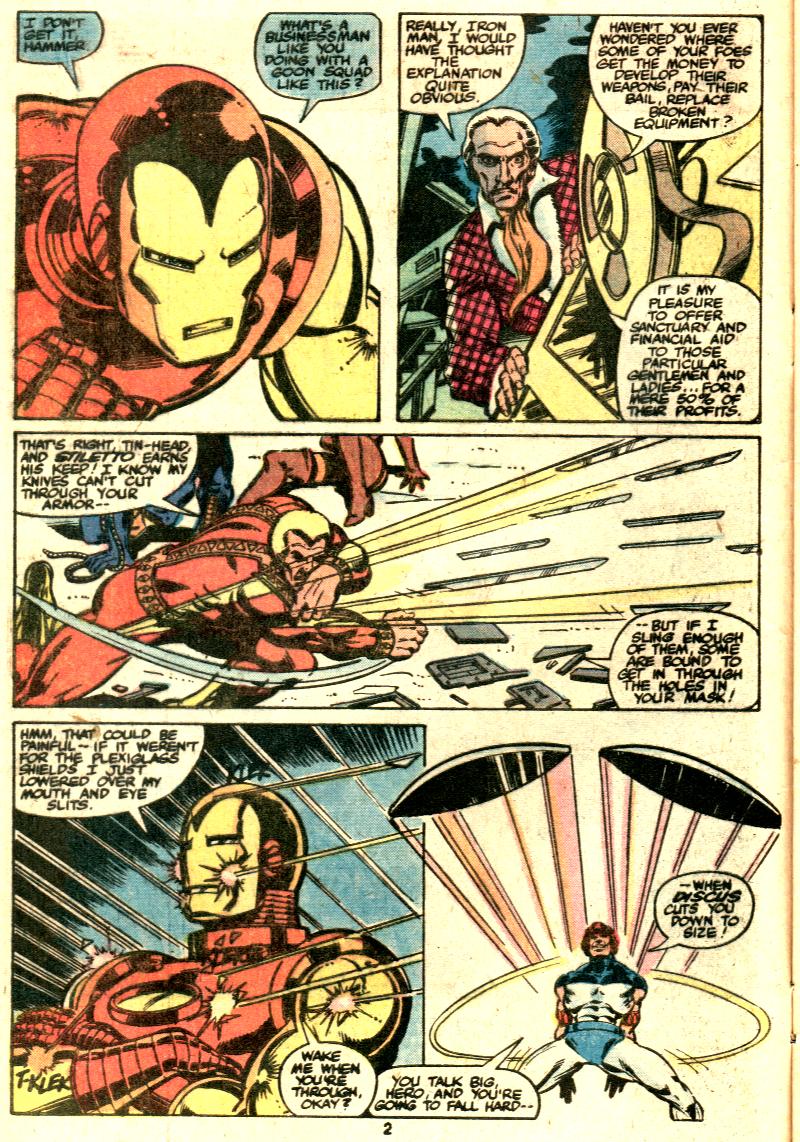 I DON'T
GET IT,
HAMMER.
WHAT'S A
BUSINESSMAN
LIKE YOU
DOING WITH A
GOON SQUAD
LIKE THIS?
REALLY, IRON
MAN, I WOULD
HAVE THOUGHT
THE
EXPLANATION
QUITE
OBVIOUS.
HAVEN'T YOU EVER
WONDERED WHERE
SOME OF YOUR FOES
GET THE MONEY TO
DEVELOP THEIR
WEAPONS, PAY THEIR
BAIL, REPLACE
BROKEN
EQUIPMENT?
IT IS MY
PLEASURE
TO OFFER
SANCTUARY AND
FINANCIAL AID
TO THOSE
PARTICULAR
GENTLEMEN AND
LADIES... FOR A
MERE 50% OF
THEIR PROFITS.
THAT'S RIGHT, TIN-HEAD,
AND STILETTO EARNS
HIS KEEP! I KNOW MY
KNIVES CAN'T CUT
THROUGH YOUR
ARMOR--
--BUT IF I
SLING ENOUGH
OF THEM, SOME
ARE BOUND TO
GET IN THROUGH
THE HOLES IN
YOUR MASK!
HMM, THAT COULD BE
PAINFUL-- IF IT WEREN'T
FOR THE PLEXIGLASS
SHIELDS I JUST
LOWERED OVER MY
MOUTH AND EYE
SLITS.
KLEK
T-KLEK
WAKE
ME WHEN
YOU'RE
THROUGH,
OKAY?
YOU TALK BIG,
HERO, AND YOU'RE
GOING TO FALL HARD--
--WHEN
DISCUS
CUTS YOU
DOWN TO
SIZE!
2